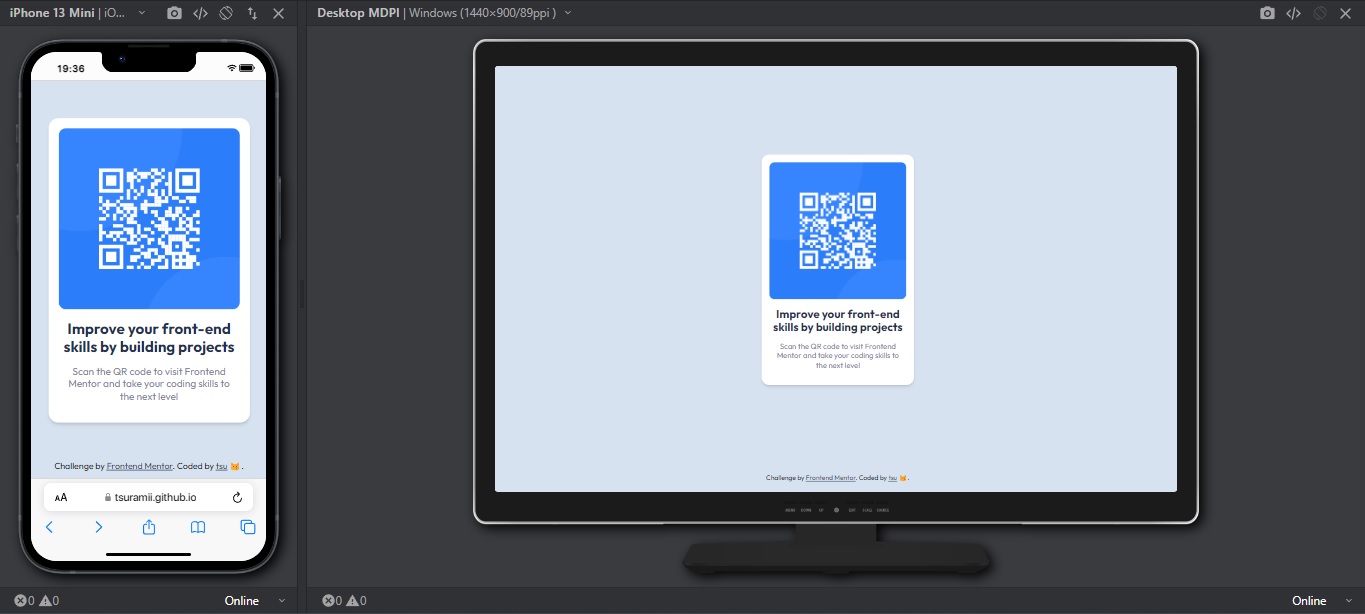 iPhone 13 Mini | iO...
19:36
Improve your front-end
skills by building projects
Scan the QR code to visit Frontend
Mentor and take your coding skills to
the next level
Challenge by Frontend Mentor. Coded by tsu 🐱.
AA
tsuramii.github.io
0
0
Online
Desktop MDPI | Windows (1440×900/89ppi )
Improve your front-end
skills by building projects
Scan the QR code to visit Frontend
Mentor and take your coding skills to
the next level
Challenge by Frontend Mentor. Coded by tsu 🐱.
0
0
Online